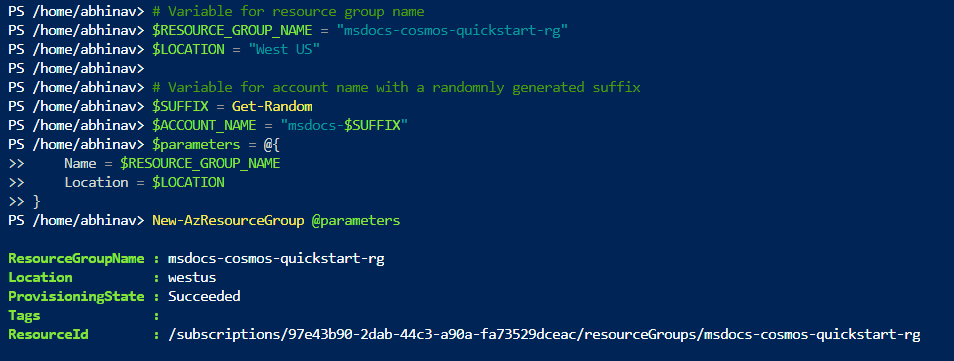 PS /home/abhinav> # Variable for resource group name
PS /home/abhinav> $RESOURCE_GROUP_NAME = "msdocs-cosmos-quickstart-rg"
PS /home/abhinav> $LOCATION = "West US"
PS /home/abhinav>
PS /home/abhinav> # Variable for account name with a randomnly generated suffix
PS /home/abhinav> $SUFFIX = Get-Random
PS /home/abhinav> $ACCOUNT_NAME = "msdocs-$SUFFIX"
PS /home/abhinav> $parameters = @{
>>     Name = $RESOURCE_GROUP_NAME
>>     Location = $LOCATION
>> }
PS /home/abhinav> New-AzResourceGroup @parameters
ResourceGroupName : msdocs-cosmos-quickstart-rg
Location          : westus
ProvisioningState : Succeeded
Tags              :
ResourceId        : /subscriptions/97e43b90-2dab-44c3-a90a-fa73529dceac/resourceGroups/msdocs-cosmos-quickstart-rg